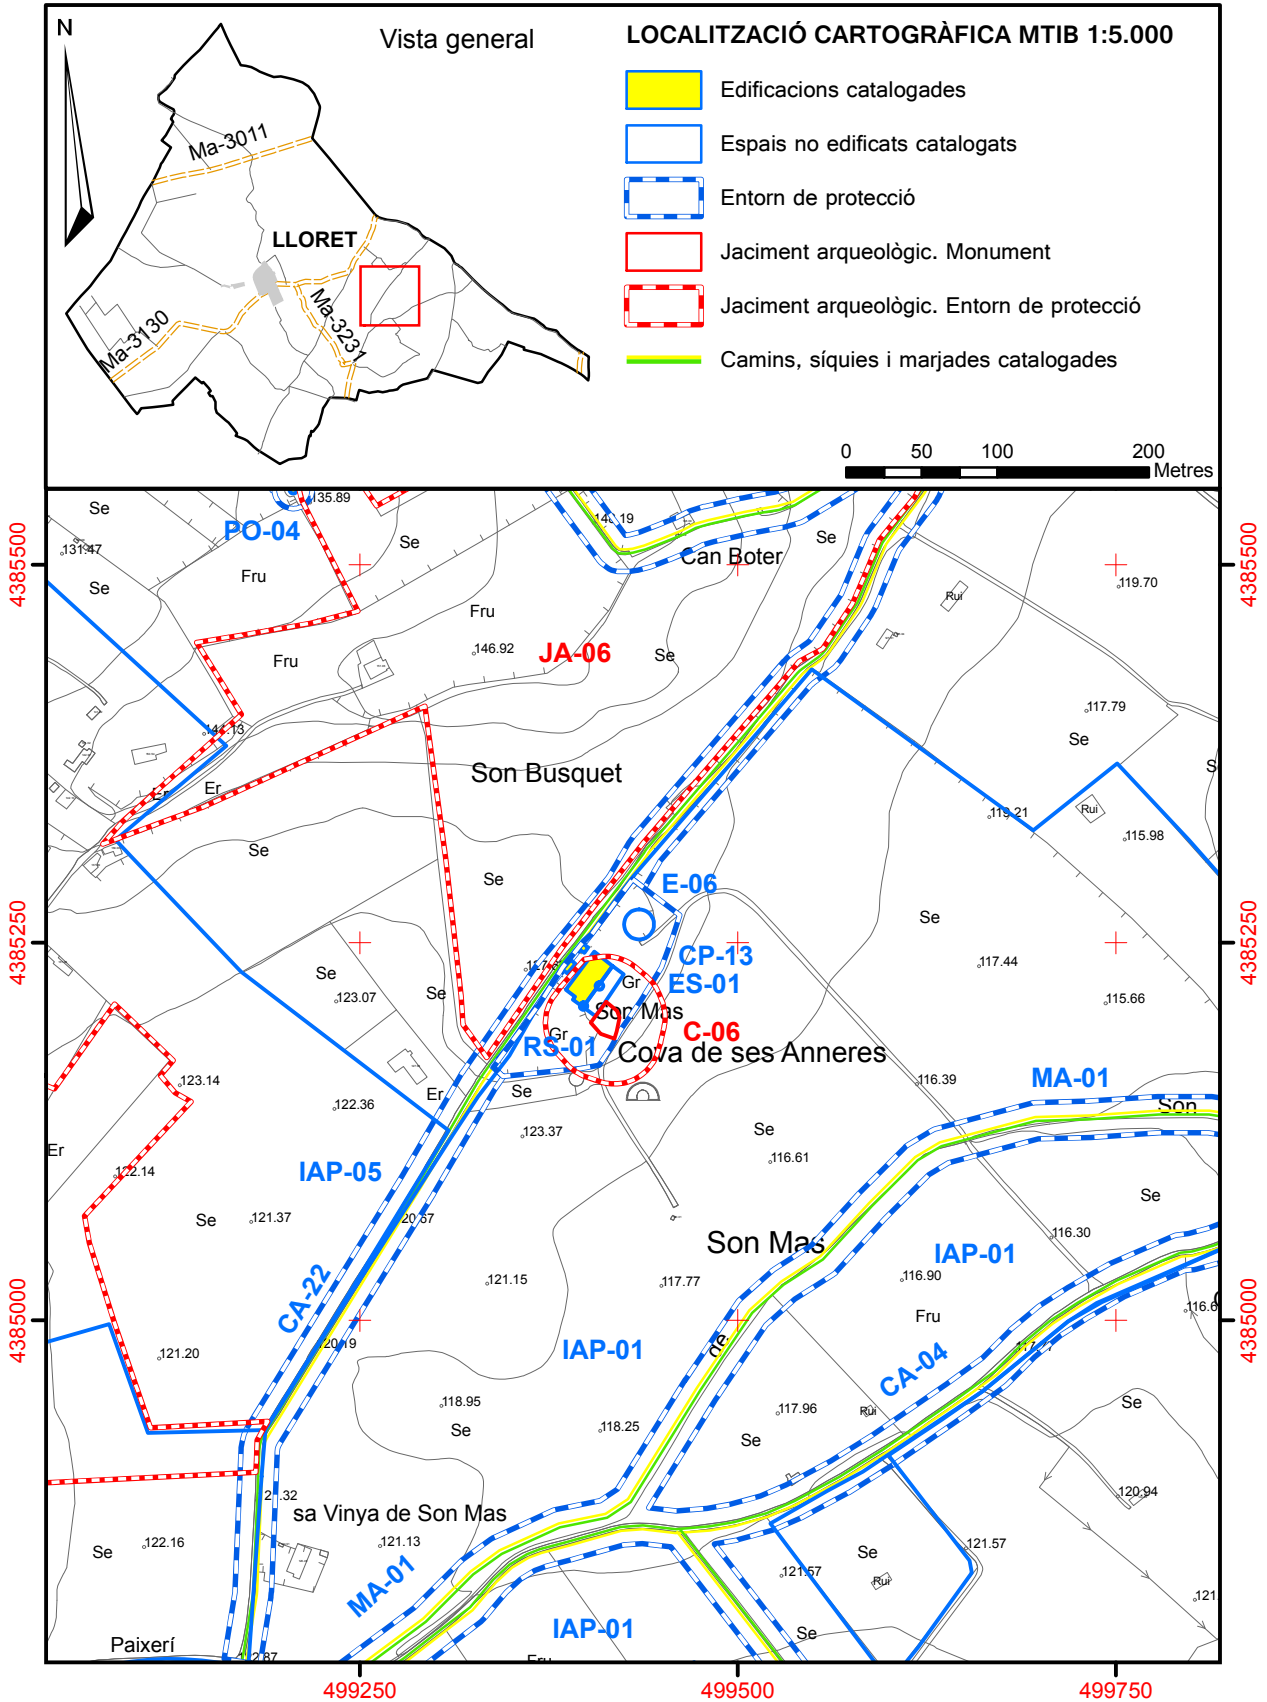 N
Vista general
Ma-3011
LLORET
Ma-3130
Ma-3231
LOCALITZACIÓ CARTOGRÀFICA MTIB 1:5.000
Edificacions catalogades
Espais no edificats catalogats
Entorn de protecció
Jaciment arqueològic. Monument
Jaciment arqueològic. Entorn de protecció
Camins, síquies i marjades catalogades
0 50 100 200
Metres
Se
135.89
PO-04
131.47
Se
Fru
Se
Can Boter
Se
4385500
4385500
119.70
Rui
Fru
Fru
146.92
JA-06
Se
117.79
Se
Son Busquet
Er
Er
Se
119.21
Rui
115.98
Se
E-06
Se
4385250
4385250
CP-13
ES-01
Gr
Son Mas
117.44
115.66
Se
123.07
Se
Gr
RS-01
C-06
Cova de ses Anneres
123.14
Er
Se
116.39
MA-01
Son
122.36
123.37
Se
116.61
Er
122.14
IAP-05
Se
121.37
Se
116.30
Son Mas
IAP-01
CA-22
121.15
117.77
116.90
Fru
4385000
4385000
121.20
IAP-01
de
CA-04
118.95
Se
118.25
117.96
Rui
Se
Se
120.94
sa Vinya de Son Mas
122.16
Se
121.13
MA-01
121.57
Se
Rui
121.57
IAP-01
Se
Paixerí
499250
499500
499750